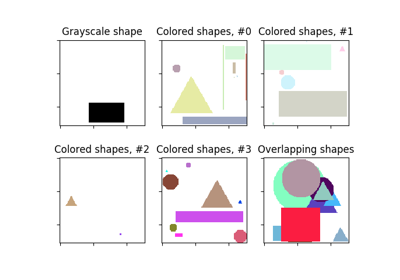 Grayscale shape
Colored shapes, #0
Colored shapes, #1
Colored shapes, #2
Colored shapes, #3
Overlapping shapes